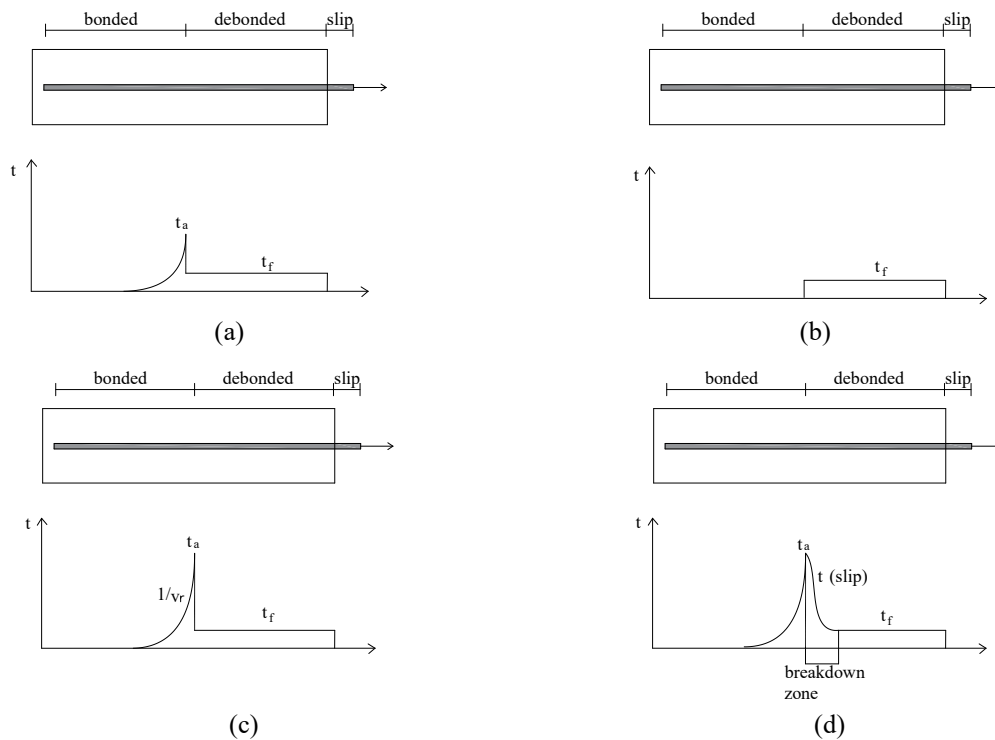 bonded debonded slip
bonded debonded slip
t
t
ta
tf
tf
(a)
(b)
bonded debonded slip
bonded debonded slip
t
t
ta
ta
t (slip)
1/vr
tf
tf
breakdown
zone
(c)
(d)